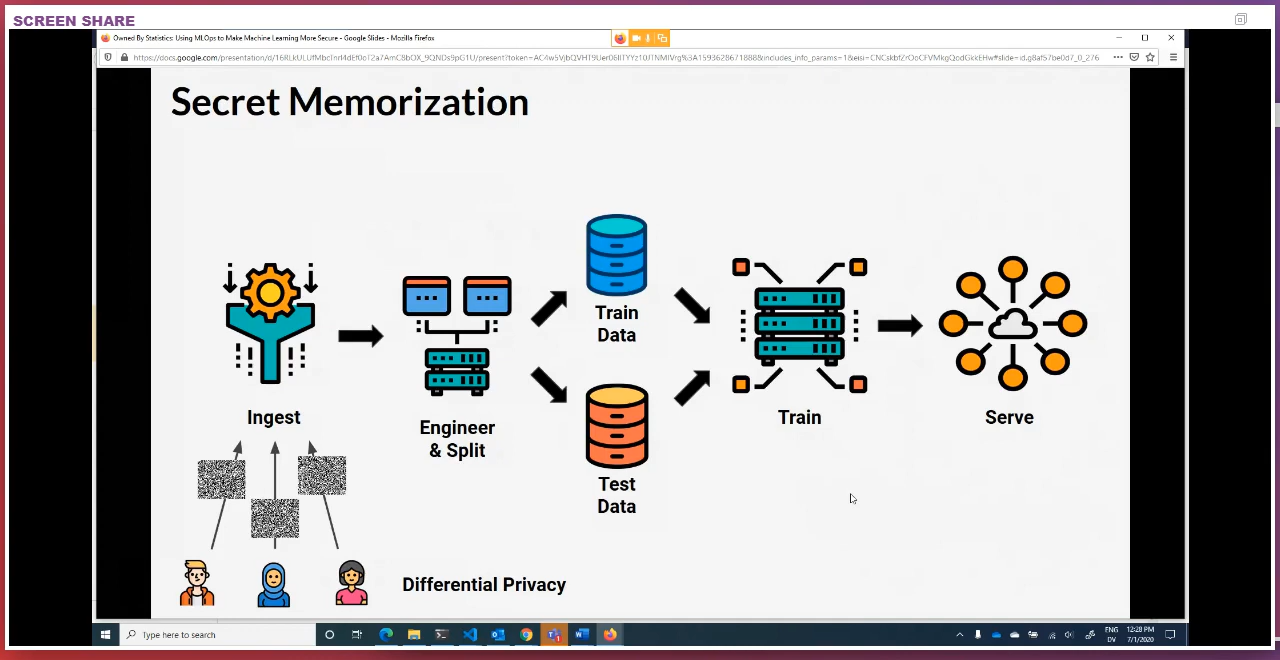 SCREEN SHARE
Owned By Statistics: Using MLOps to Make Machine Learning More Secure - Google Slides - Mozilla Firefox
Secret Memorization
Train
Data
Ingest
Engineer
& Split
Train
Serve
Test
Data
Differential Privacy
Type here to search
ENG
DV
12:28 PM
7/1/2020